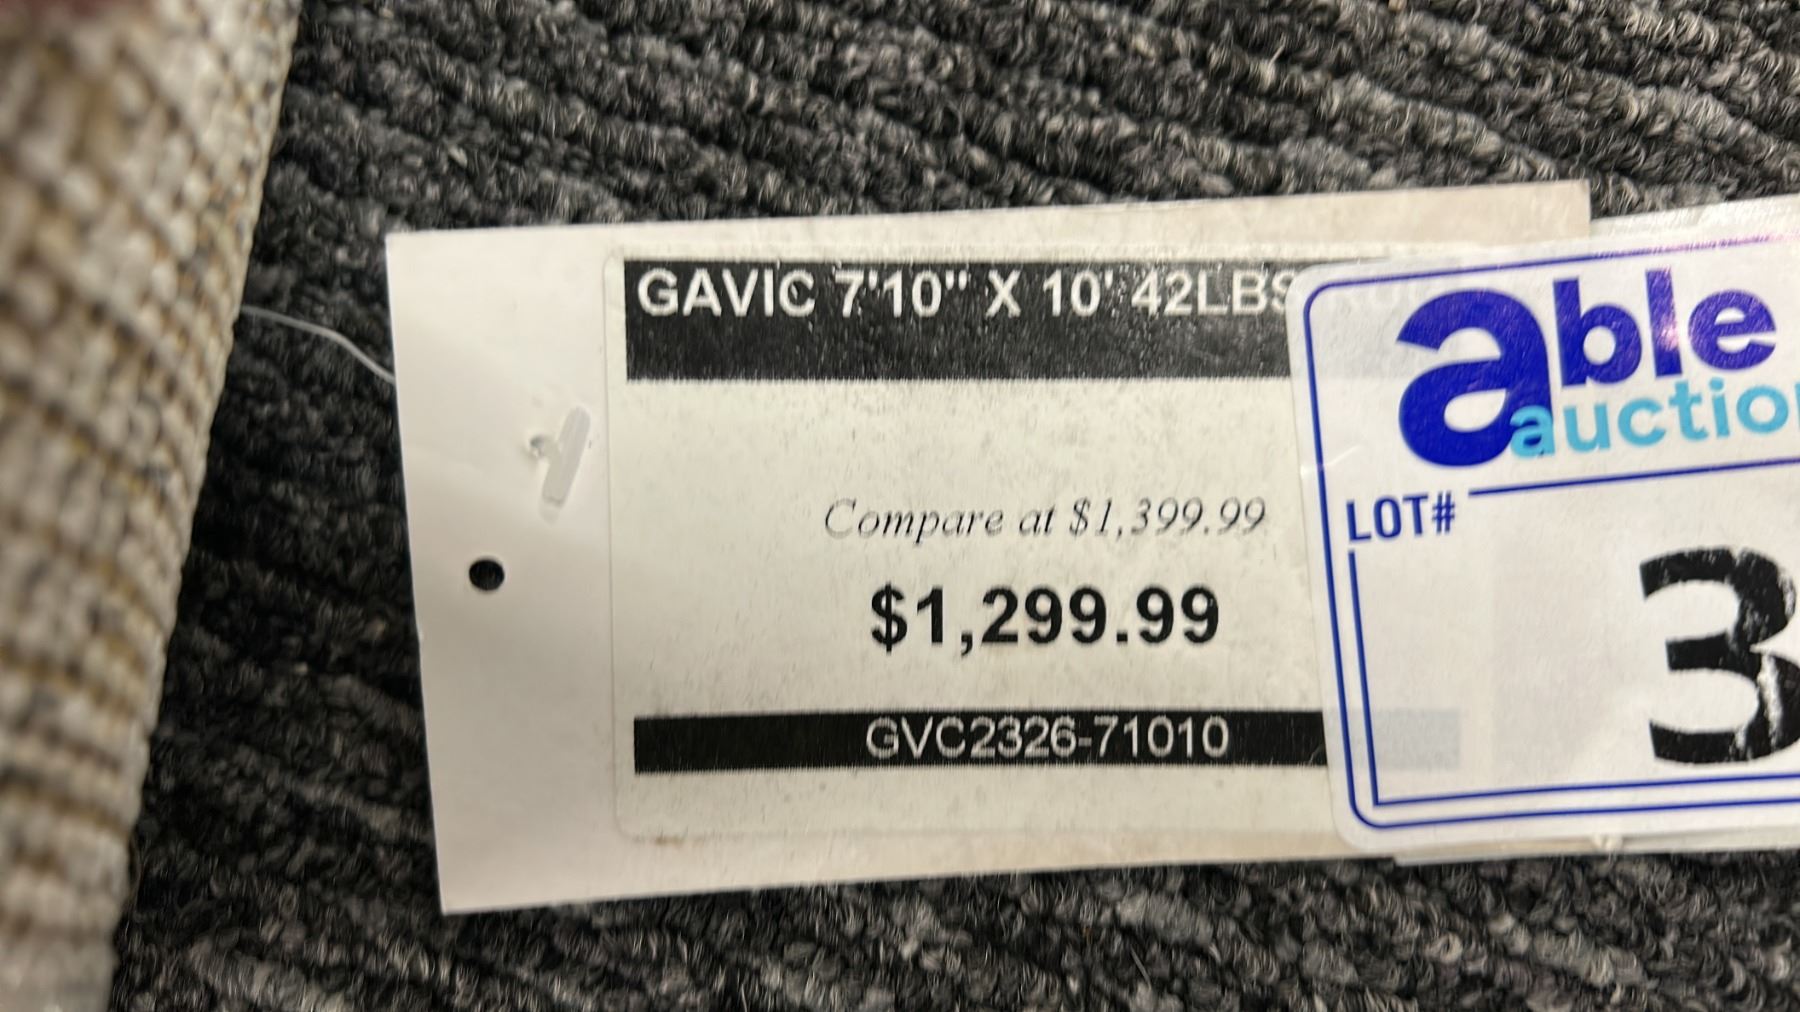 GAVIC 7'10" X 10' 42LBS
Compare at $1,399.99
$1,299.99
GVC2326-71010
able
auctio
LOT#
3